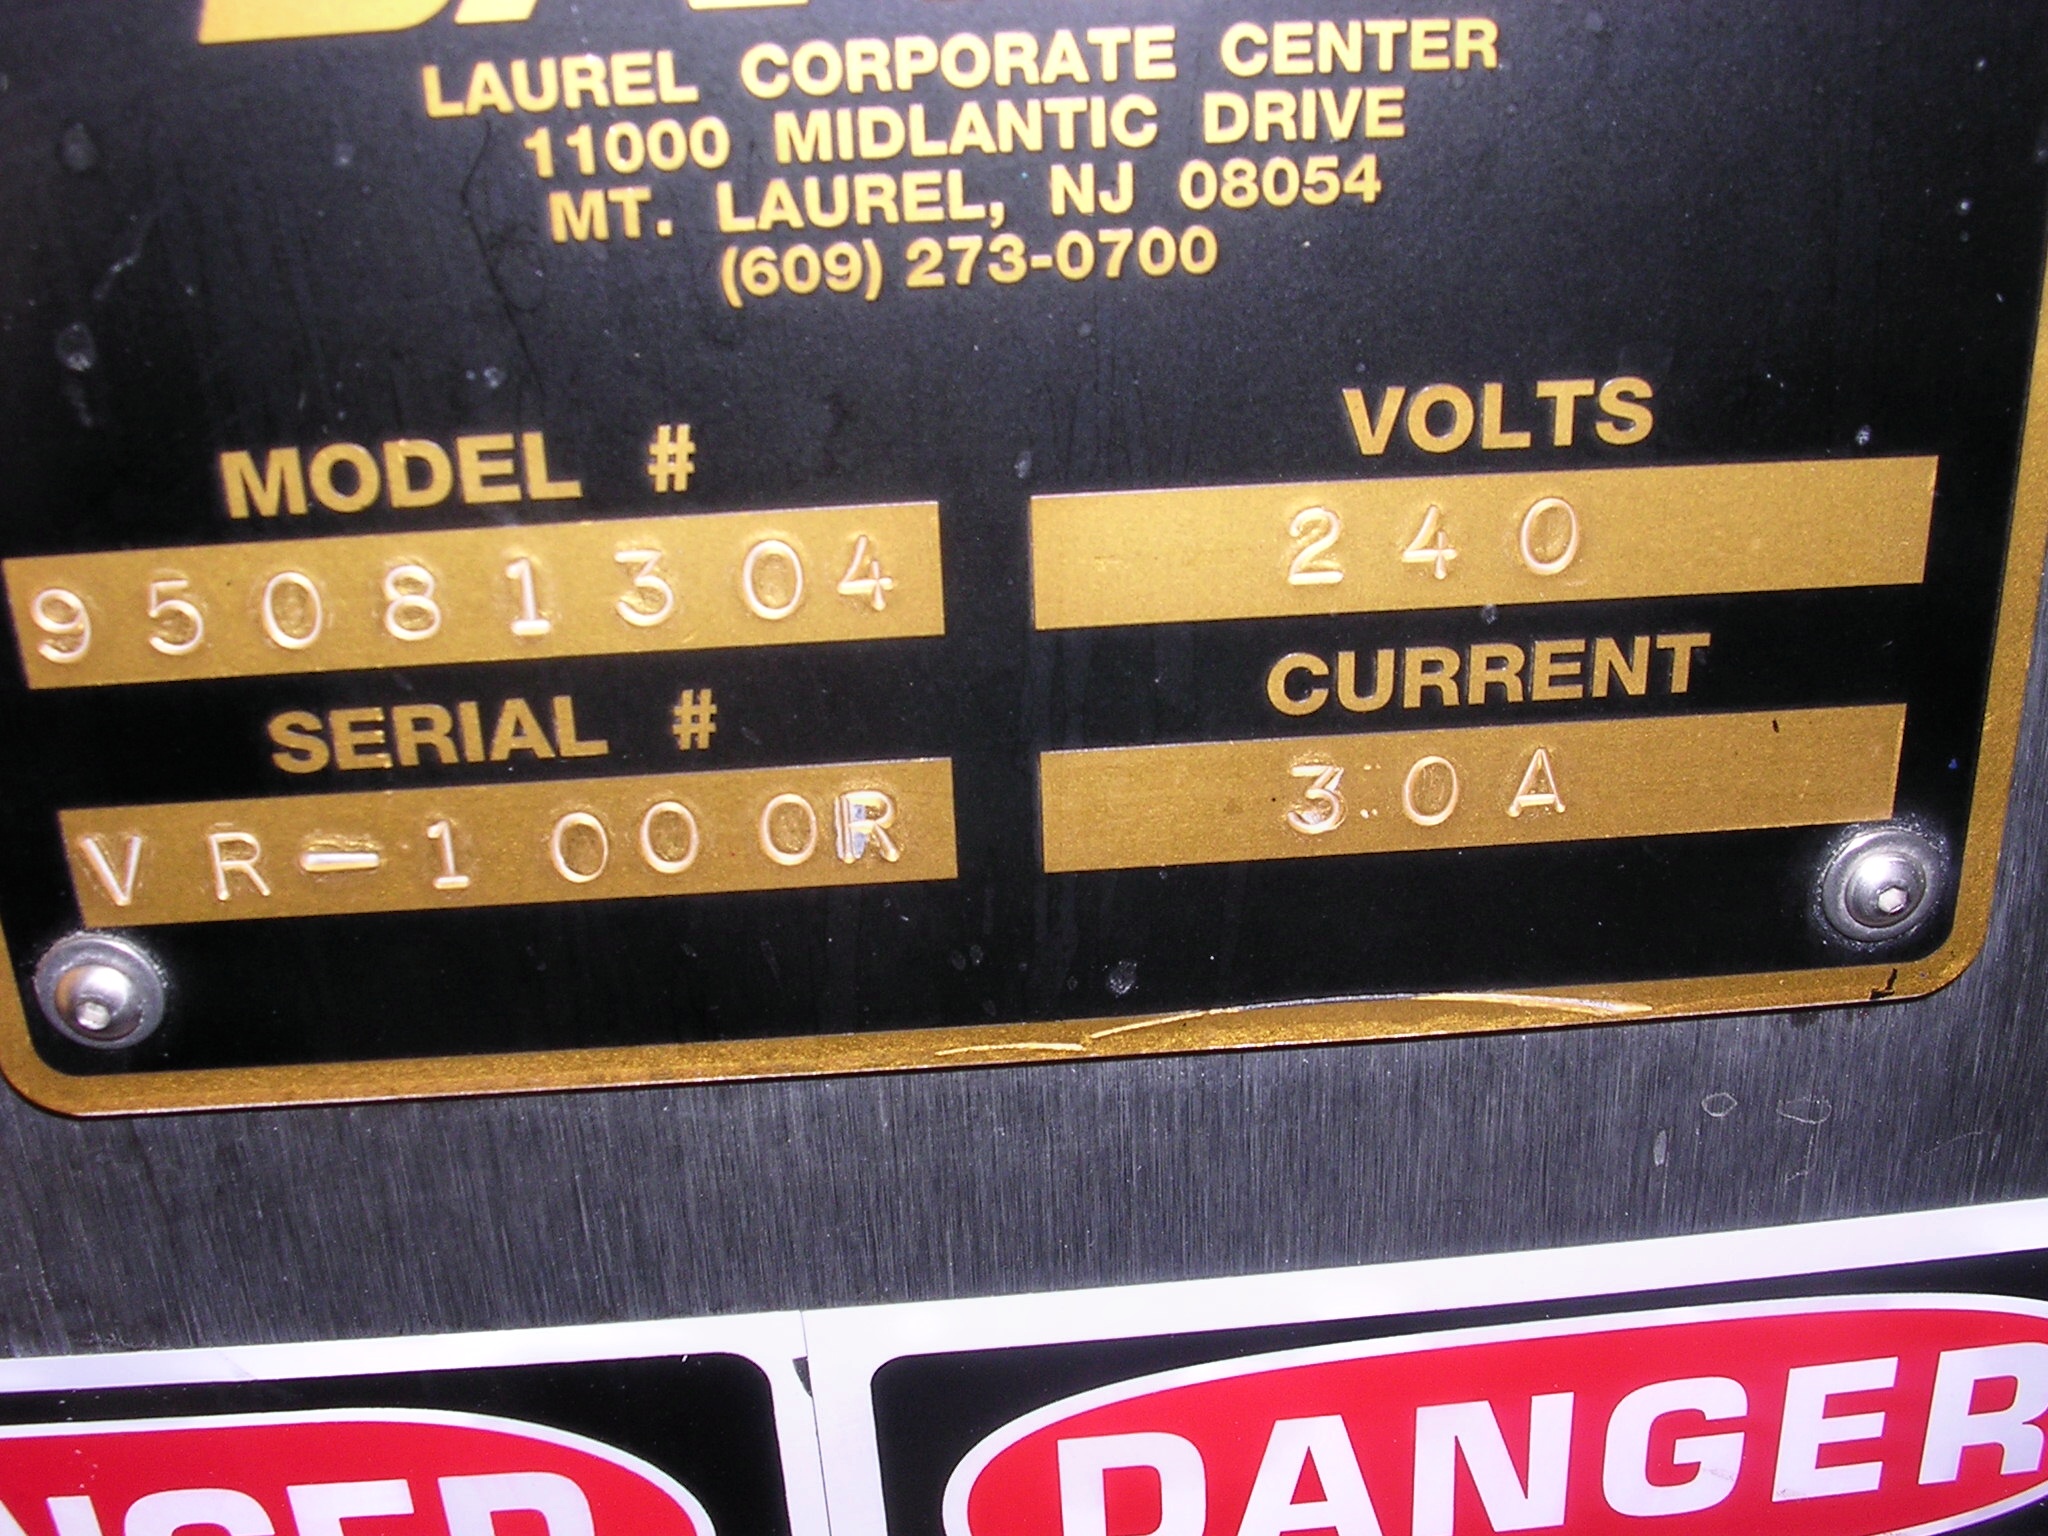 LAUREL CORPORATE CENTER
11000 MIDLANTIC DRIVE
MT. LAUREL, NJ 08054
(609) 273-0700
MODEL #
95081304
SERIAL #
VR-1000R
VOLTS
240
CURRENT
30A
DANGER